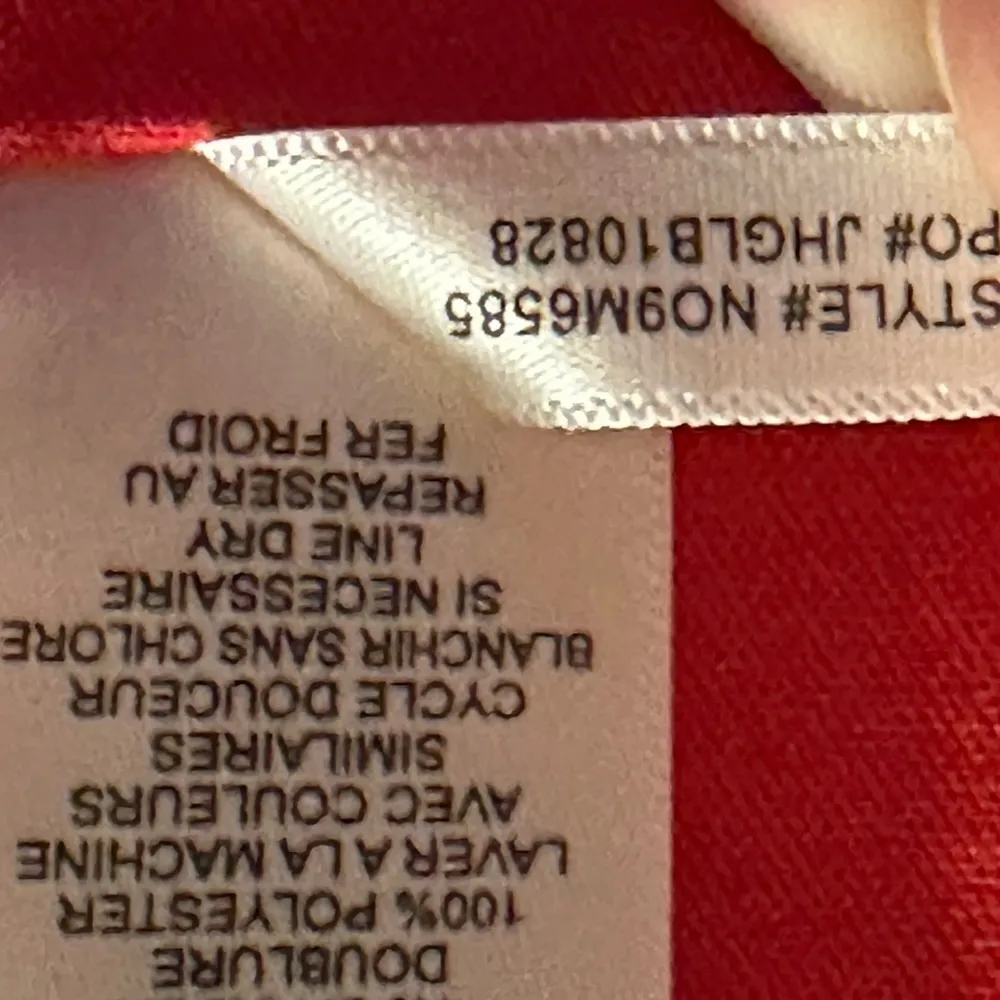 DOUBLURE
100% POLYESTER
LAVER A LA MACHINE
AVEC COULEURS
SIMILAIRES
CYCLE DOUCEUR
BLANCHIR SANS CHLORE
SI NECESSAIRE
LINE DRY
REPASSER AU
FER FROID
STYLE# NO9M6585
PO# JHGLB10828